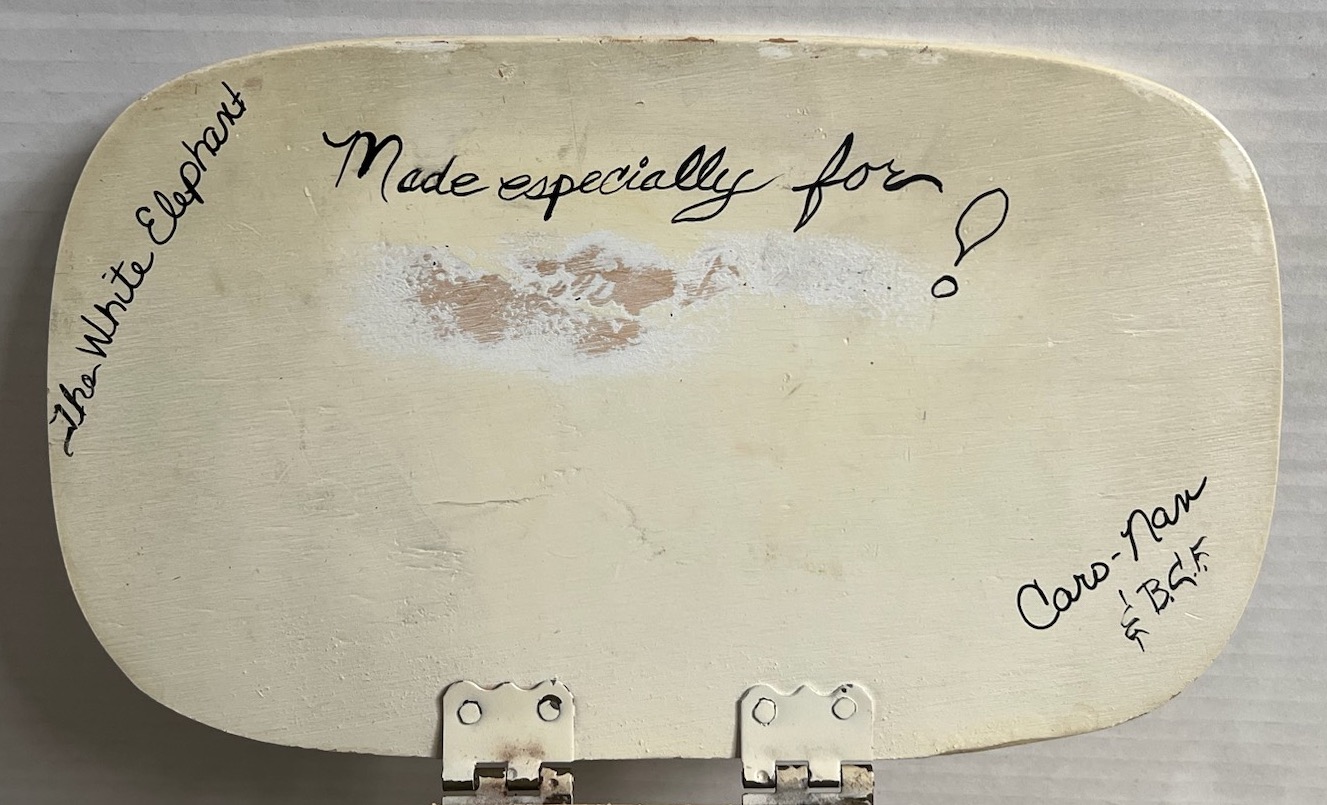 The White Elephant
Made especially for
!
Caro-Nan
& B.G.F.